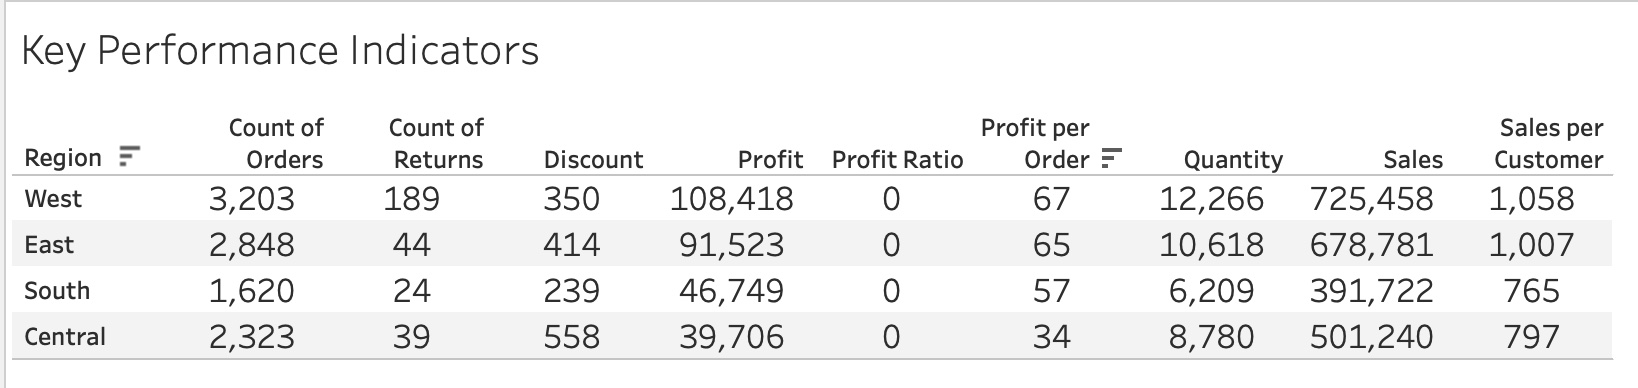 Key Performance Indicators
Count of Count of Profit per Sales per
Region Orders Returns Discount Profit Profit Ratio Order Quantity Sales Customer
West 3,203 189 350 108,418 0 67 12,266 725,458 1,058
East 2,848 44 414 91,523 0 65 10,618 678,781 1,007
South 1,620 24 239 46,749 0 57 6,209 391,722 765
Central 2,323 39 558 39,706 0 34 8,780 501,240 797